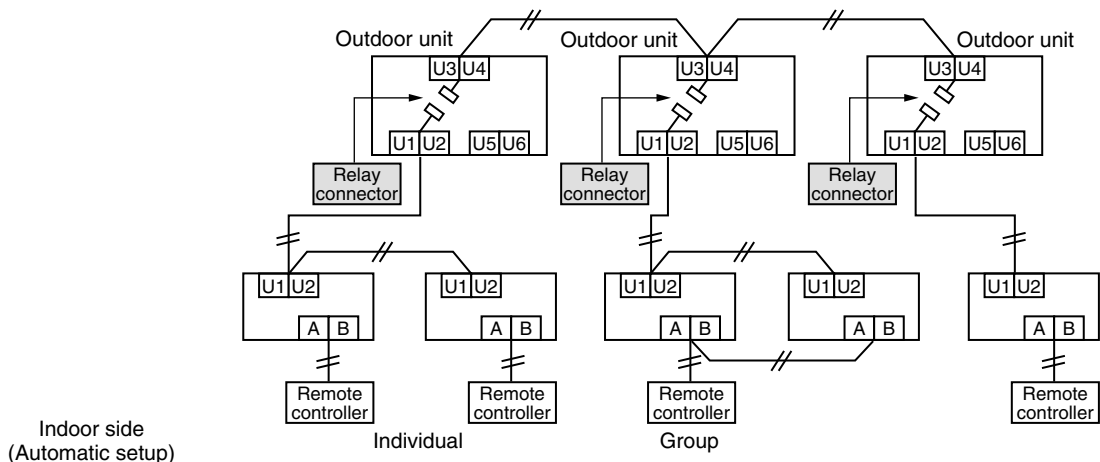 Outdoor unit Outdoor unit Outdoor unit
U3 U4 U3 U4 U3 U4
U1 U2 U5 U6 U1 U2 U5 U6 U1 U2 U5 U6
Relay
connector
Relay
connector
Relay
connector
U1 U2 U1 U2 U1 U2 U1 U2 U1 U2
A B A B A B A B A B
Remote
controller
Remote
controller
Remote
controller
Remote
controller
Indoor side
(Automatic setup)
Individual Group